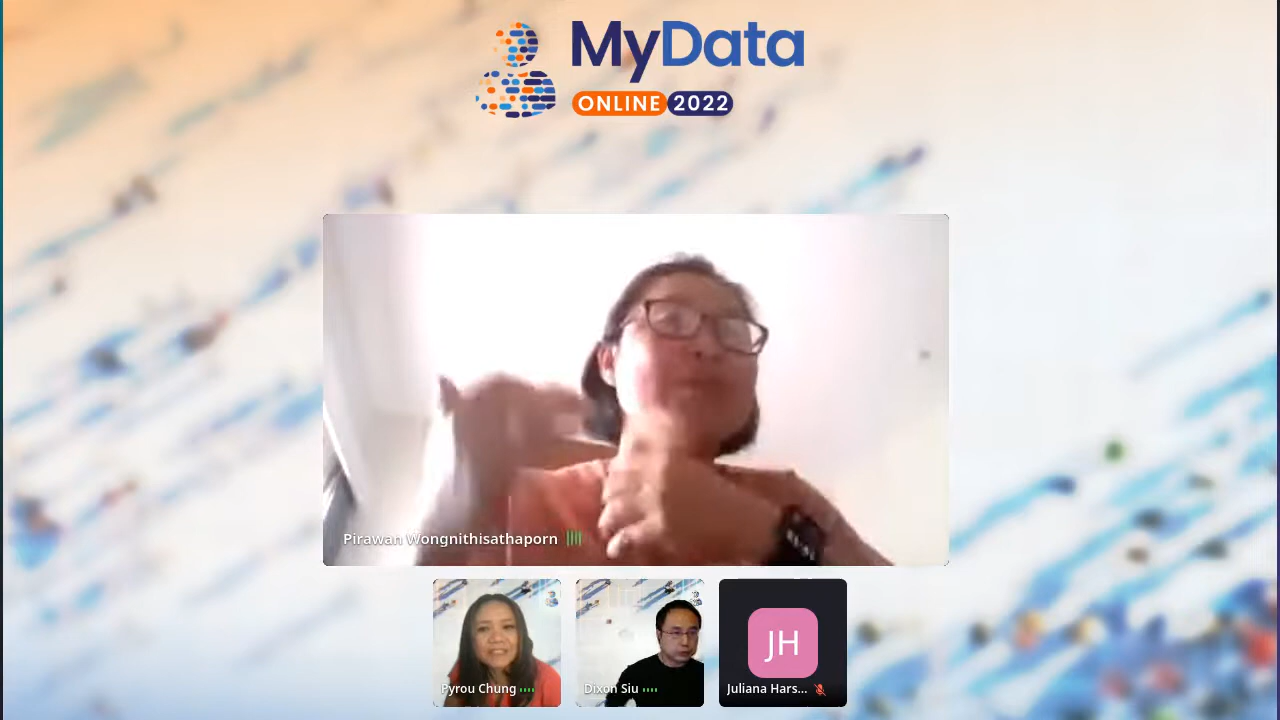 MyData
ONLINE 2022
Pirawan Wongnithisathaporn
Pyrou Chung
Dixon Siu
JH
Juliana Hars...